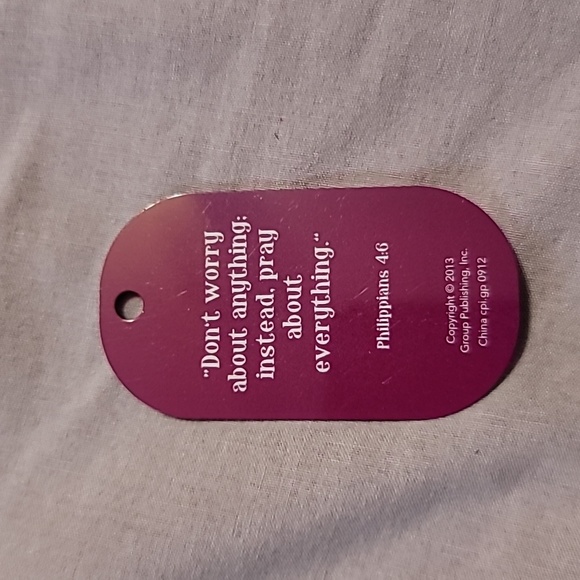 "Don't worry
about anything;
instead, pray
about
everything."
Philippians 4:6
Copyright © 2013
Group Publishing, Inc.
China cpl.gp 0912